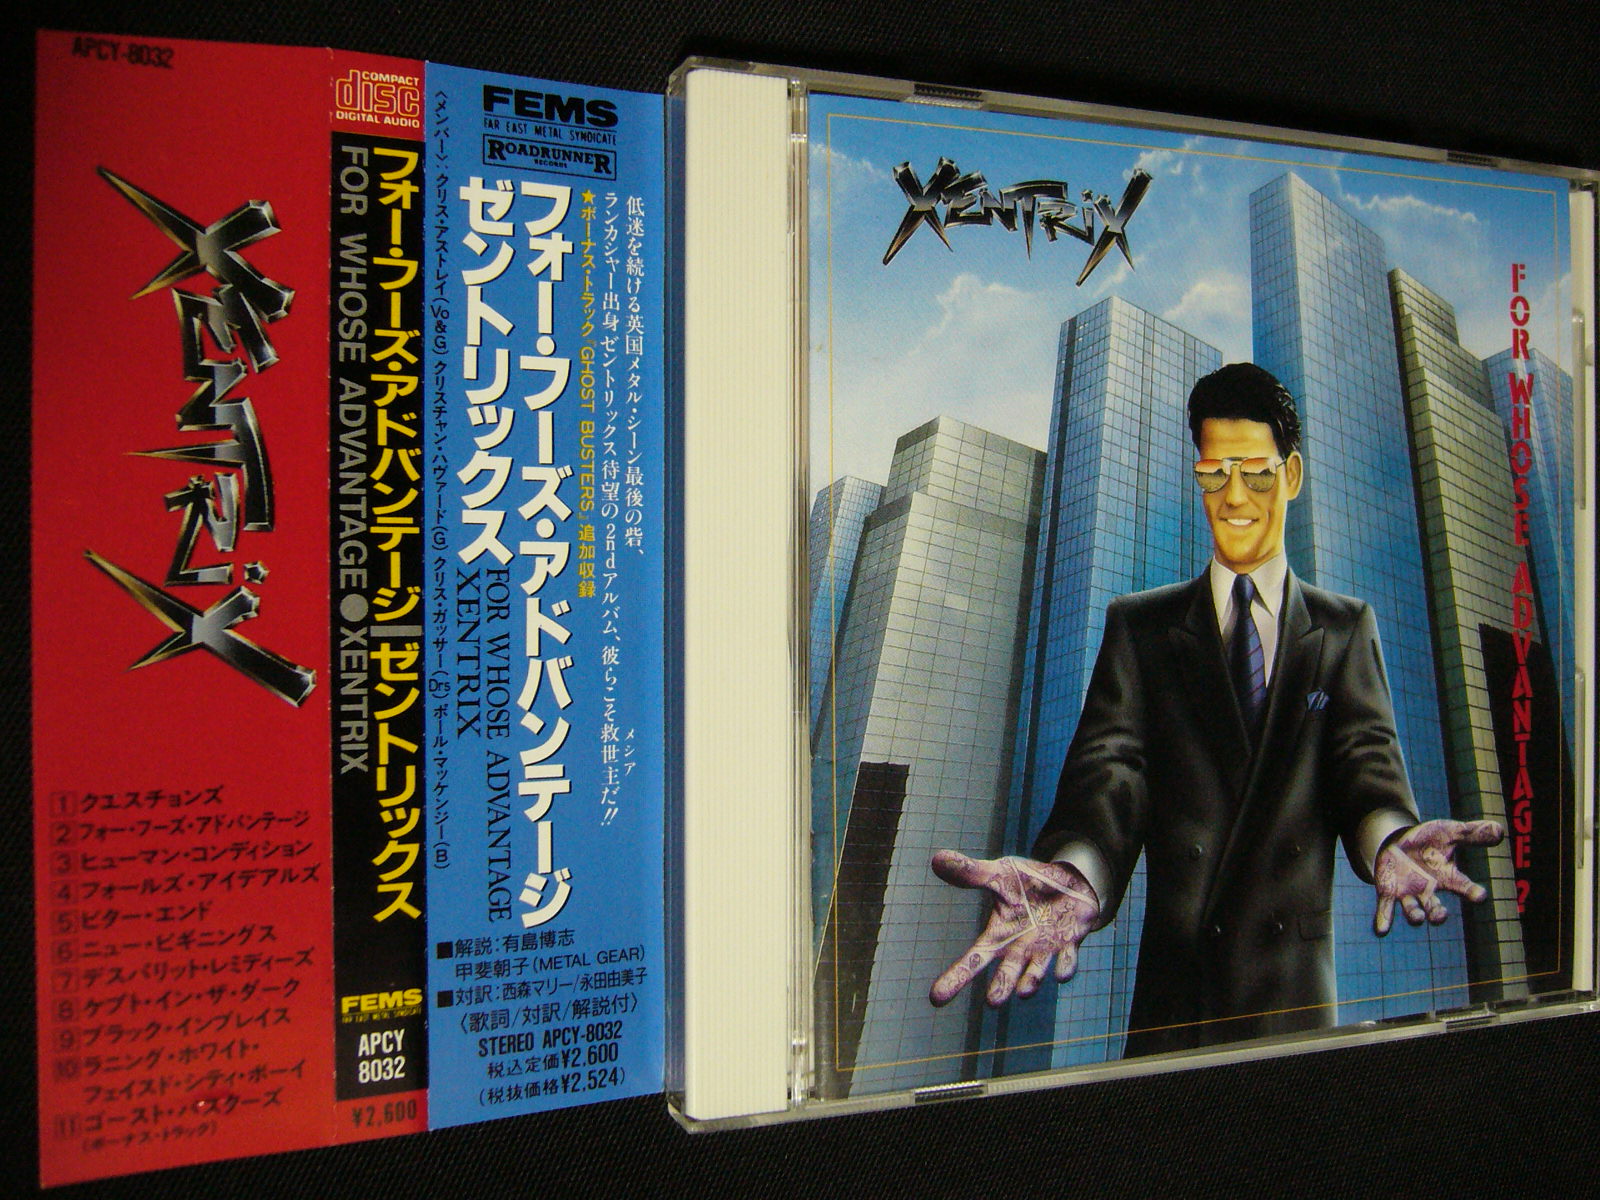 APCY-8032
XENTRIX
1 クエスチョンズ
2 フォー・フーズ・アドバンテージ
3 ヒューマン・コンディション
4 フォールズ・アイデアルズ
5 ビター・エンド
6 ニュー・ビギニングス
7 デスパリット・レミディーズ
8 ケプト・イン・ザ・ダーク
9 ブラック・インブレイス
10 ラニング・ホワイト・
フェイスド・シティ・ボーイ
11 ゴースト・バスターズ
(ボーナス・トラック)
COMPACT
disc
DIGITAL AUDIO
フォー・フーズ・アドバンテージ│ゼントリックス
FOR WHOSE ADVANTAGE●XENTRIX
FEMS
FAR EAST METAL SYNDICATE
APCY
8032
¥2,600
FEMS
FAR EAST METAL SYNDICATE
ROADRUNNER
RECORDS
低迷を続ける英国メタル・シーン最後の砦、
ランカシャー出身ゼントリックス待望の2ndアルバム、彼らこそ救世主だ!!
メシア
★ボーナス・トラック『GHOST BUSTERS』追加収録
フォー・フーズ・アドバンテージ
ゼントリックス
FOR WHOSE ADVANTAGE
XENTRIX
〈メンバー〉:クリス・アストレイ(Vo&G) クリスチャン・ハヴァード(G) クリス・ガッサー(Drs) ポール・マッケンジー(B)
■解説:有島博志
甲斐朝子(METAL GEAR)
■対訳:西森マリー/永田由美子
〈歌詞/対訳/解説付〉
STEREO APCY-8032
税込定価¥2,600
(税抜価格¥2,524)
XENTRiX
FOR WHOSE ADVANTAGE?